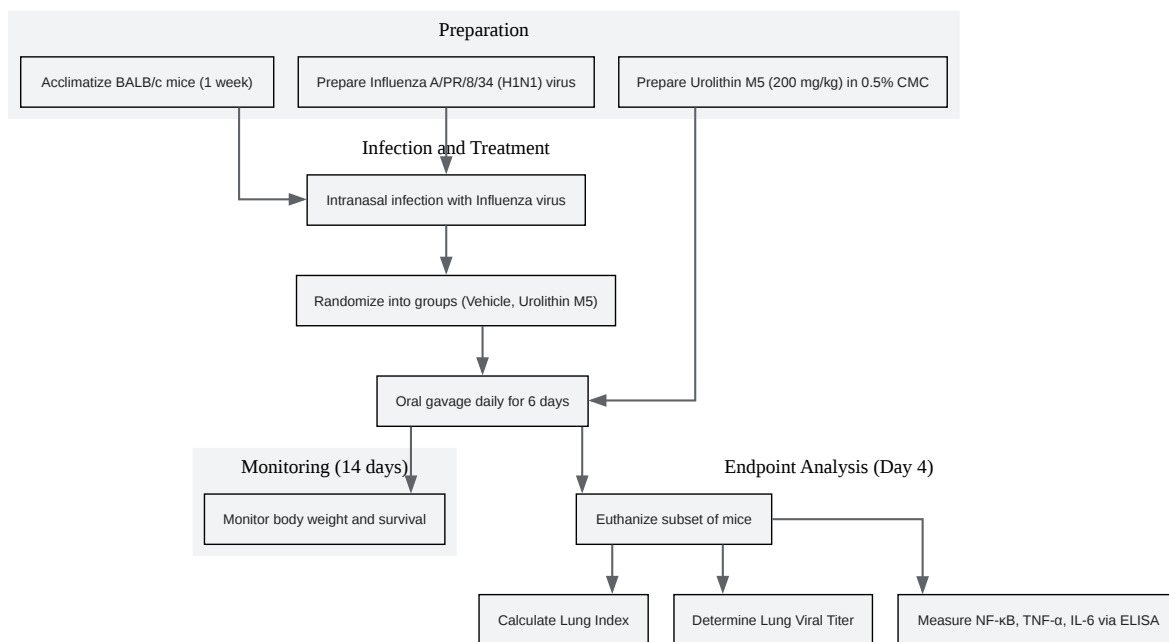 Preparation
Acclimatize BALB/c mice (1 week)
Prepare Influenza A/PR/8/34 (H1N1) virus
Prepare Urolithin M5 (200 mg/kg) in 0.5% CMC
Infection and Treatment
Intranasal infection with Influenza virus
Randomize into groups (Vehicle, Urolithin M5)
Oral gavage daily for 6 days
Monitoring (14 days)
Endpoint Analysis (Day 4)
Monitor body weight and survival
Euthanize subset of mice
Calculate Lung Index
Determine Lung Viral Titer
Measure NF-κB, TNF-α, IL-6 via ELISA